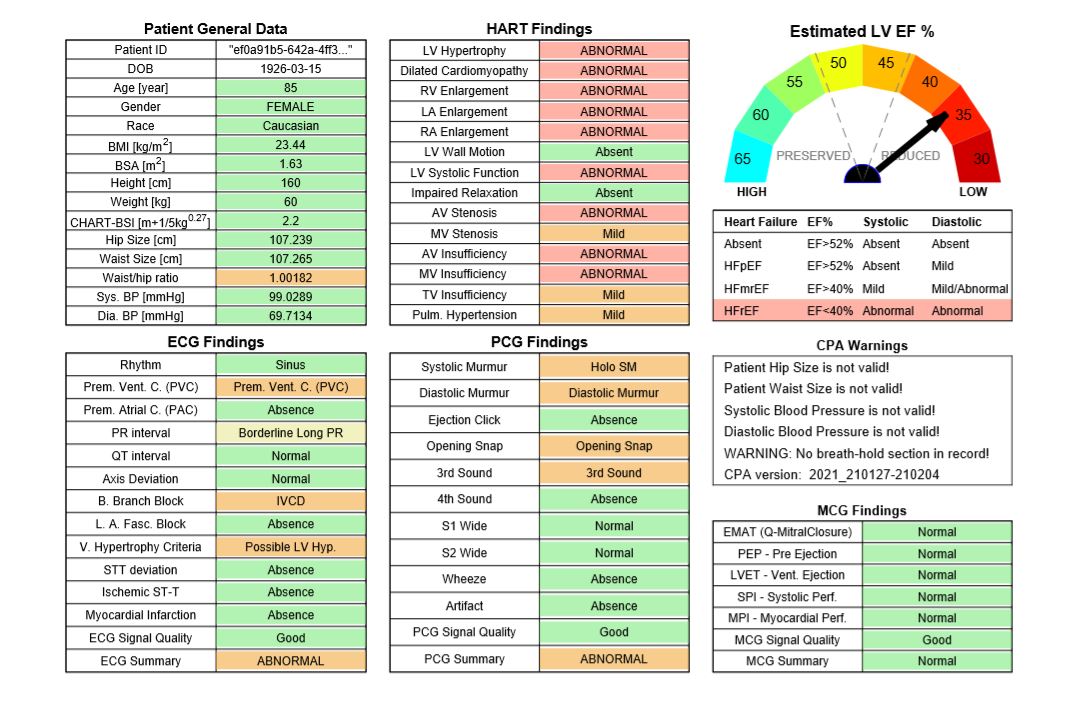 Patient General Data
Patient ID "ef0a91b5-642a-4ff3..."
DOB 1926-03-15
Age [year] 85
Gender FEMALE
Race Caucasian
BMI [kg/m2] 23.44
BSA [m2] 1.63
Height [cm] 160
Weight [kg] 60
CHART-BSI [m+1/5kg0.27] 2.2
Hip Size [cm] 107.239
Waist Size [cm] 107.265
Waist/hip ratio 1.00182
Sys. BP [mmHg] 99.0289
Dia. BP [mmHg] 69.7134
HART Findings
LV Hypertrophy ABNORMAL
Dilated Cardiomyopathy ABNORMAL
RV Enlargement ABNORMAL
LA Enlargement ABNORMAL
RA Enlargement ABNORMAL
LV Wall Motion Absent
LV Systolic Function ABNORMAL
Impaired Relaxation Absent
AV Stenosis ABNORMAL
MV Stenosis Mild
AV Insufficiency ABNORMAL
MV Insufficiency ABNORMAL
TV Insufficiency Mild
Pulm. Hypertension Mild
Estimated LV EF %
65
60
55
50
45
40
35
30
PRESERVED
REDUCED
HIGH
LOW
Heart Failure EF% Systolic Diastolic
Absent EF>52% Absent Absent
HFpEF EF>52% Absent Mild
HFmrEF EF>40% Mild Mild/Abnormal
HFrEF EF<40% Abnormal Abnormal
ECG Findings
Rhythm Sinus
Prem. Vent. C. (PVC) Prem. Vent. C. (PVC)
Prem. Atrial C. (PAC) Absence
PR interval Borderline Long PR
QT interval Normal
Axis Deviation Normal
B. Branch Block IVCD
L. A. Fasc. Block Absence
V. Hypertrophy Criteria Possible LV Hyp.
STT deviation Absence
Ischemic ST-T Absence
Myocardial Infarction Absence
ECG Signal Quality Good
ECG Summary ABNORMAL
PCG Findings
Systolic Murmur Holo SM
Diastolic Murmur Diastolic Murmur
Ejection Click Absence
Opening Snap Opening Snap
3rd Sound 3rd Sound
4th Sound Absence
S1 Wide Normal
S2 Wide Normal
Wheeze Absence
Artifact Absence
PCG Signal Quality Good
PCG Summary ABNORMAL
CPA Warnings
Patient Hip Size is not valid!
Patient Waist Size is not valid!
Systolic Blood Pressure is not valid!
Diastolic Blood Pressure is not valid!
WARNING: No breath-hold section in record!
CPA version: 2021_210127-210204
MCG Findings
EMAT (Q-MitralClosure) Normal
PEP - Pre Ejection Normal
LVET - Vent. Ejection Normal
SPI - Systolic Perf. Normal
MPI - Myocardial Perf. Normal
MCG Signal Quality Good
MCG Summary Normal